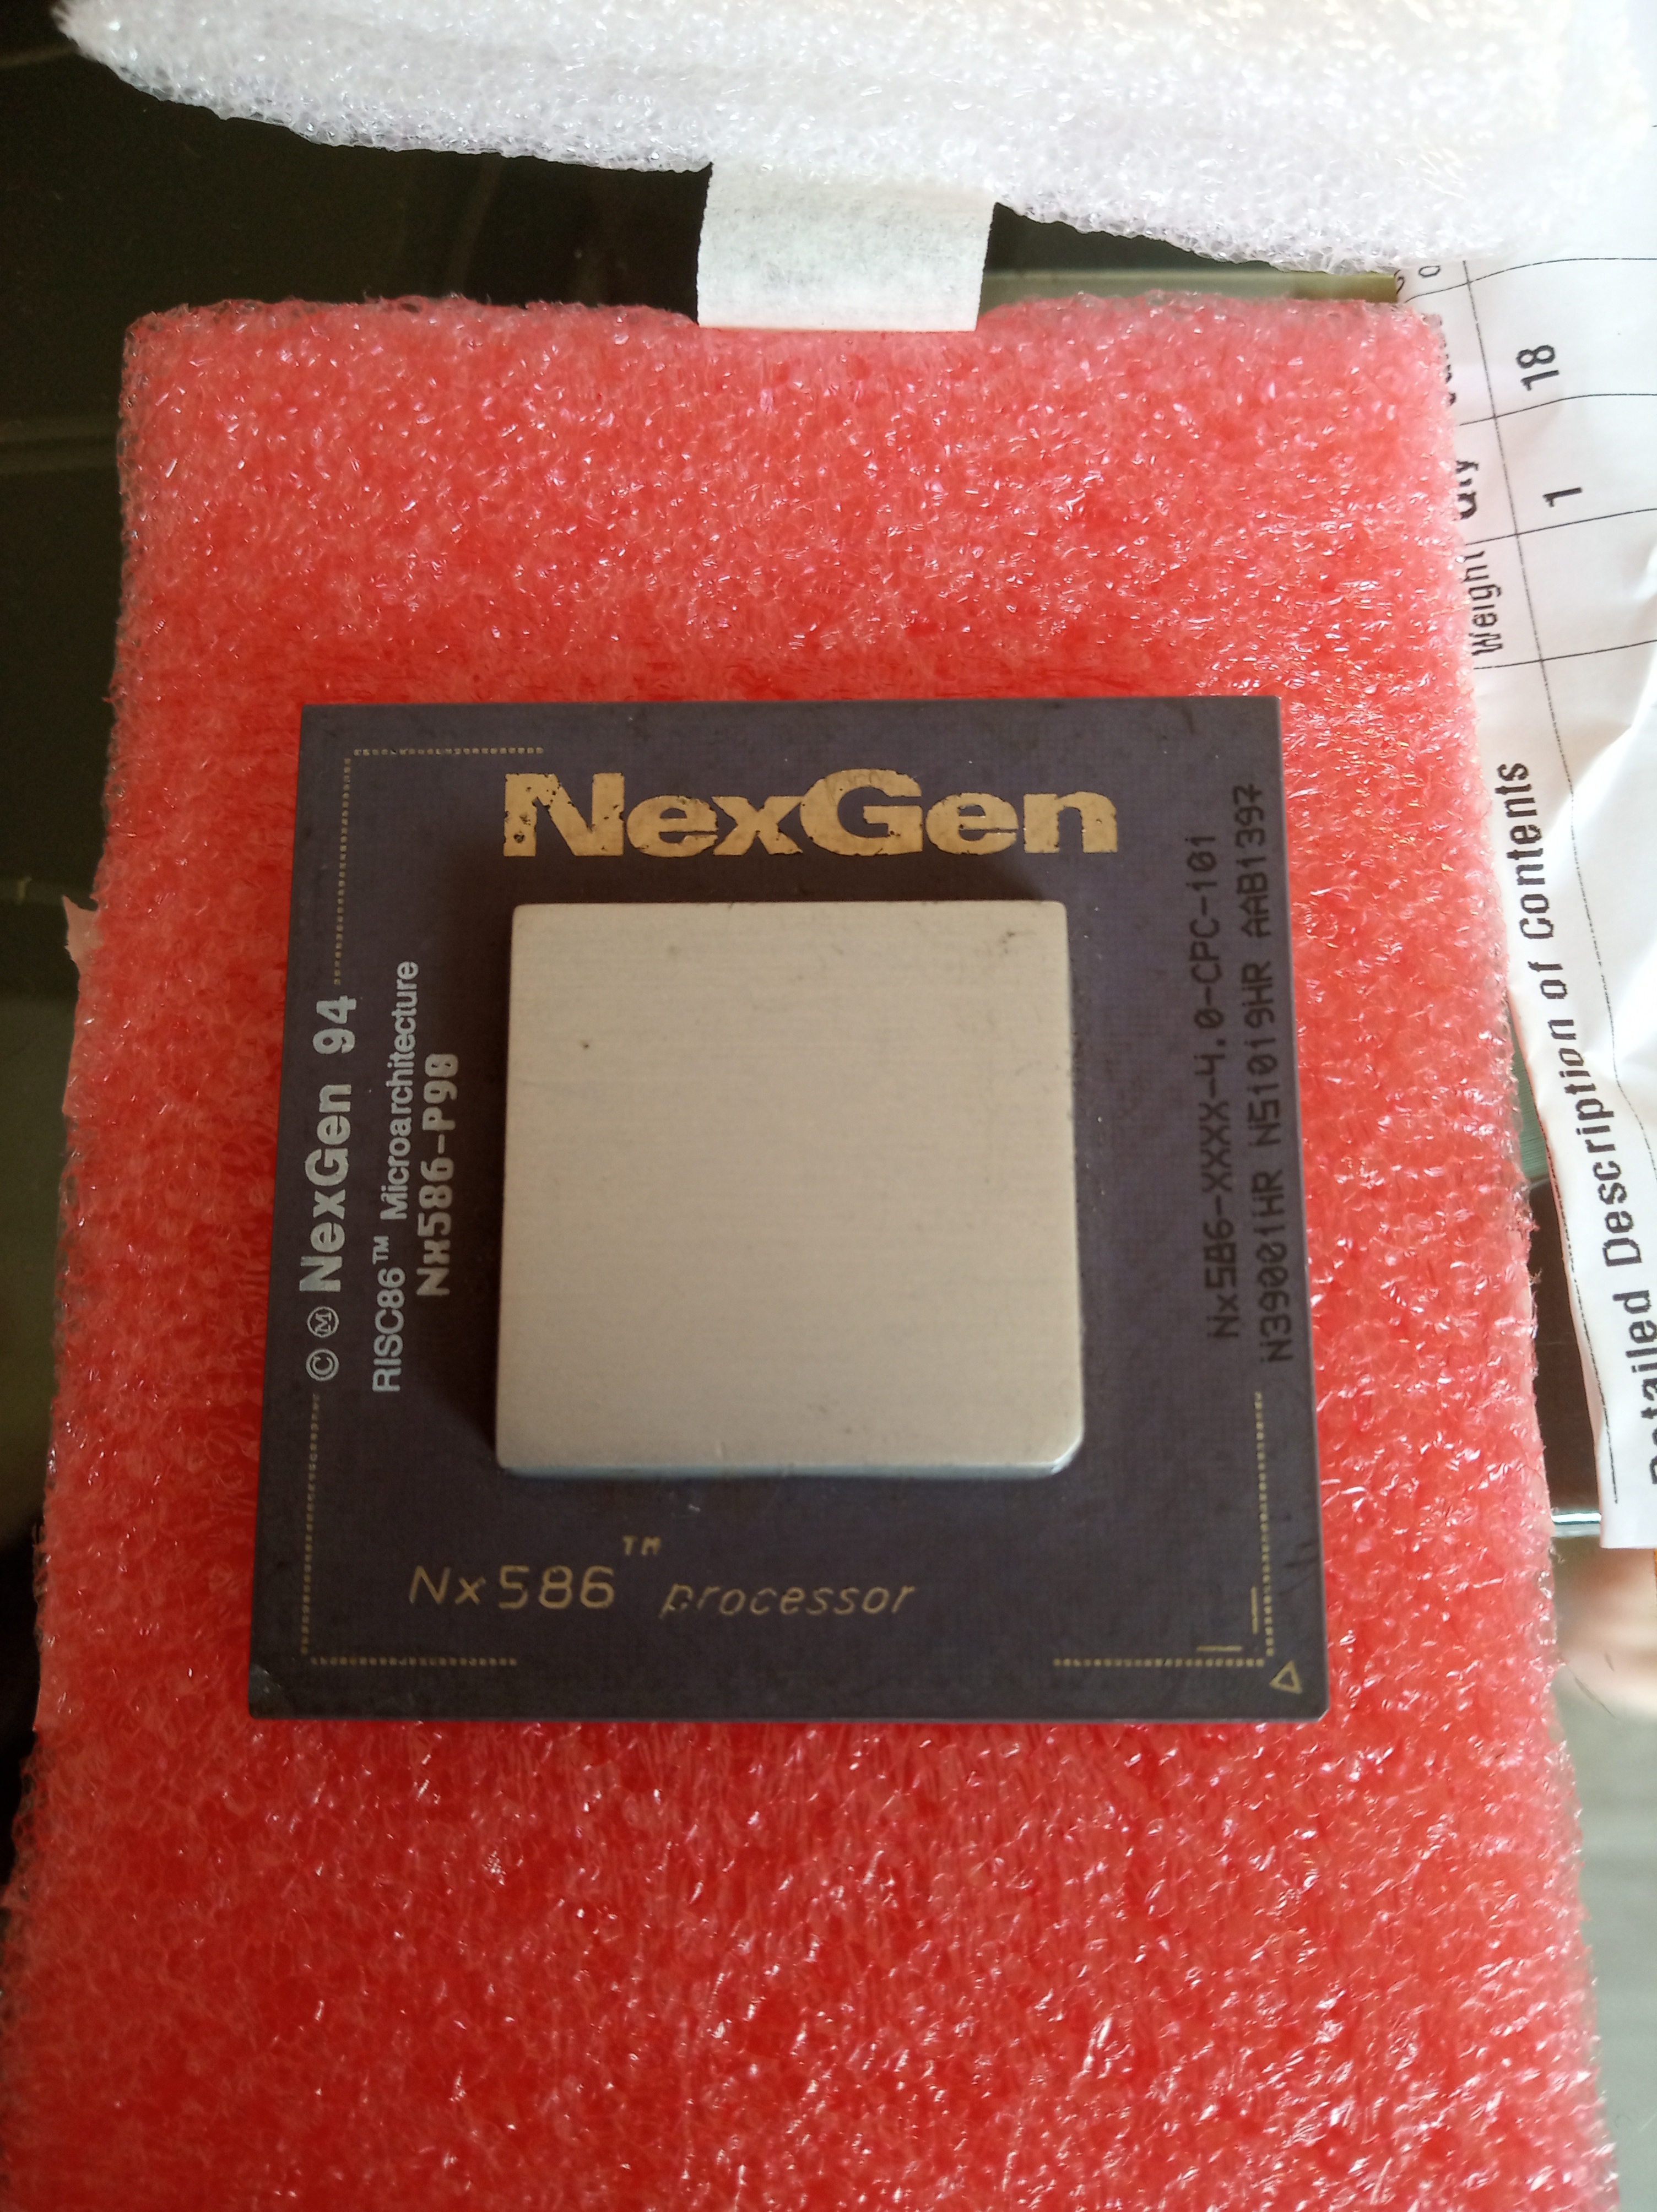 NexGen
© Ⓜ NexGen 94
RISC86™ Microarchitecture
Nx586-P90
Nx586-XXXX-4.0-CPC-101
N39001HR N51019HR AAB1397
Nx586™ processor
Detailed Description of Contents
Weight
1
18